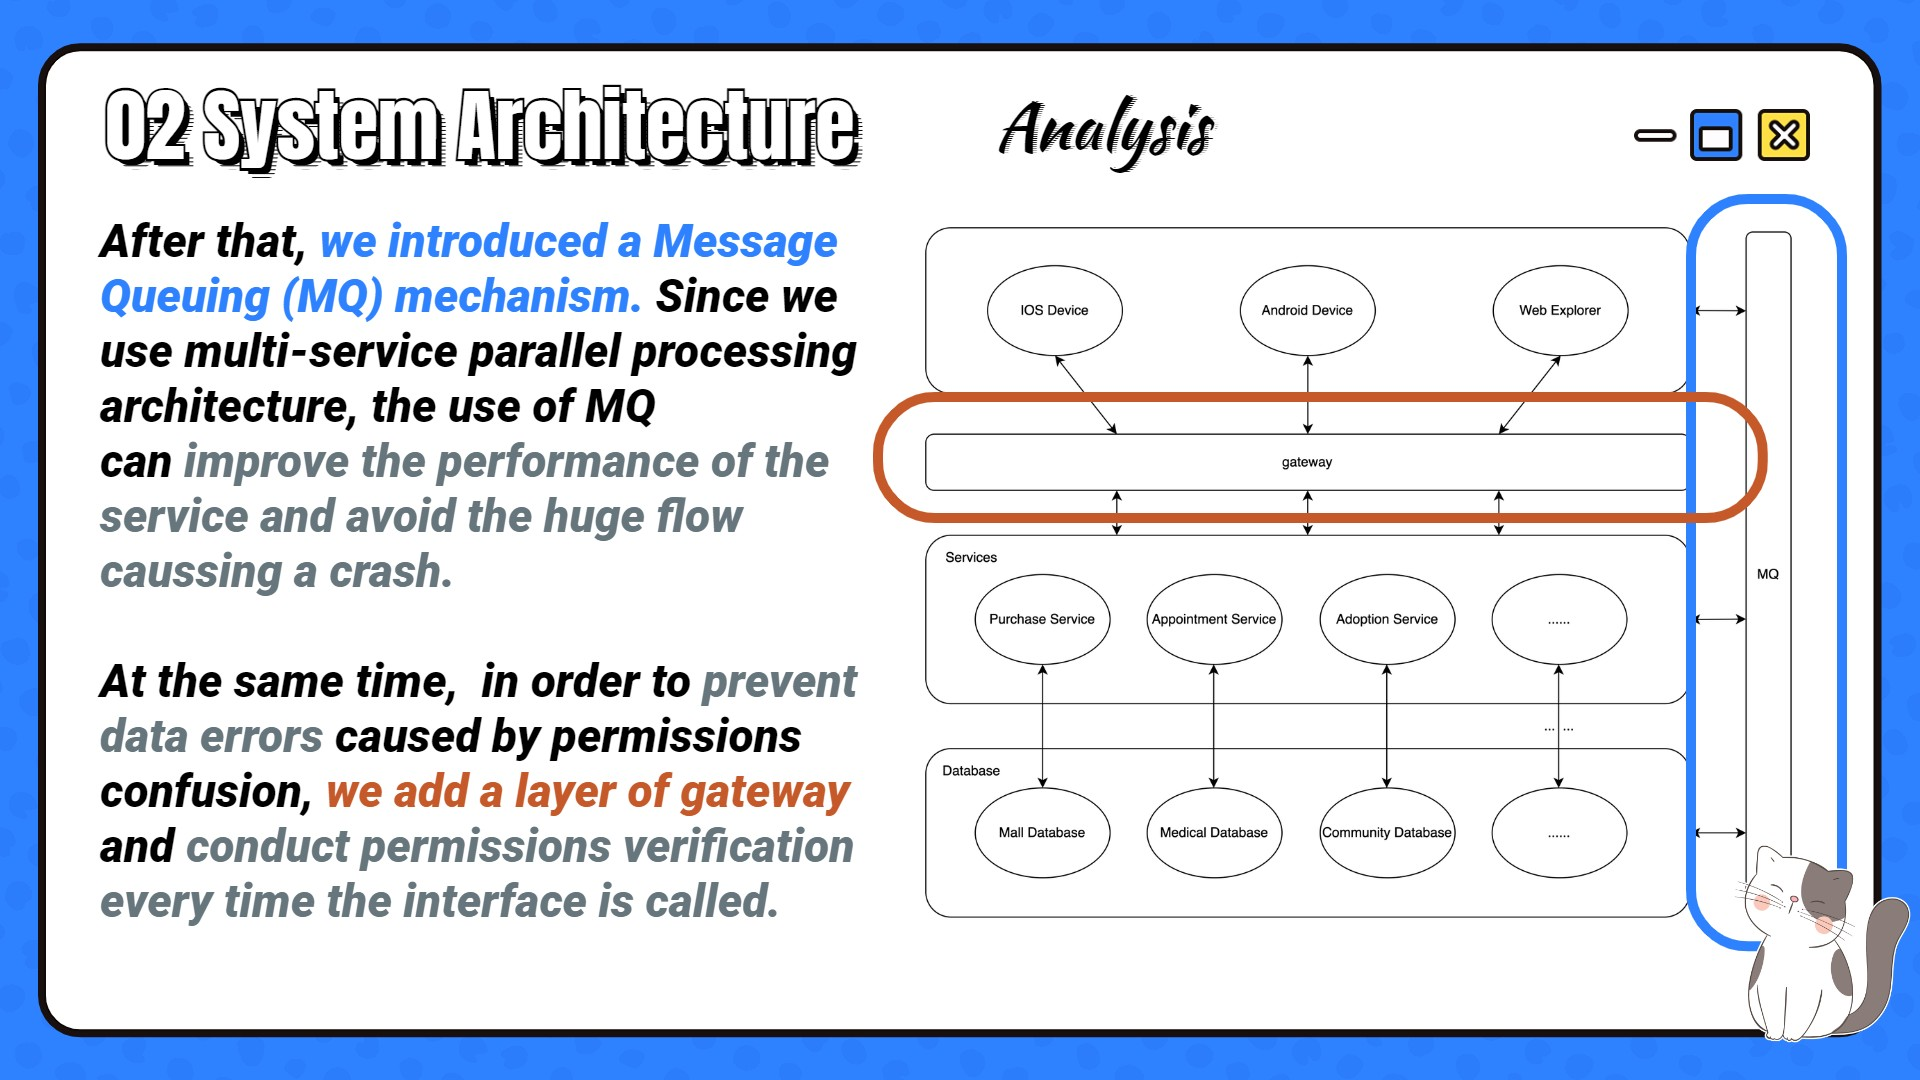 02 System Architecture
Analysis
After that, we introduced a Message
Queuing (MQ) mechanism. Since we
use multi-service parallel processing
architecture, the use of MQ
can improve the performance of the
service and avoid the huge flow
caussing a crash.
At the same time,  in order to prevent
data errors caused by permissions
confusion, we add a layer of gateway
and conduct permissions verification
every time the interface is called.
IOS Device
Android Device
Web Explorer
gateway
Services
Purchase Service
Appointment Service
Adoption Service
......
... ...
Database
Mall Database
Medical Database
Community Database
......
MQ